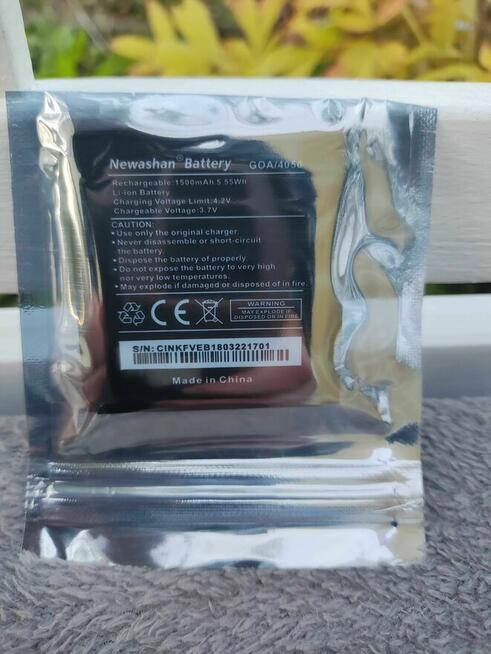 Newashan® Battery GOA/4050
Rechargeable 1500mAh 5.55Wh
Li-ion Battery
Charging Voltage Limit:4.2V
Chargeable Voltage:3.7V
CAUTION:
• Use only the original charger.
• Never disassemble or short-circuit
the battery.
• Dispose the battery of properly.
• Do not expose the battery to very high
nor very low temperatures.
• May explode if damaged or disposed of in fire.
CE
WARNING
MAY EXPLODE IF
DISPOSED ON IN FIRE
S/N: CINKFVEB1803221701
Made in China